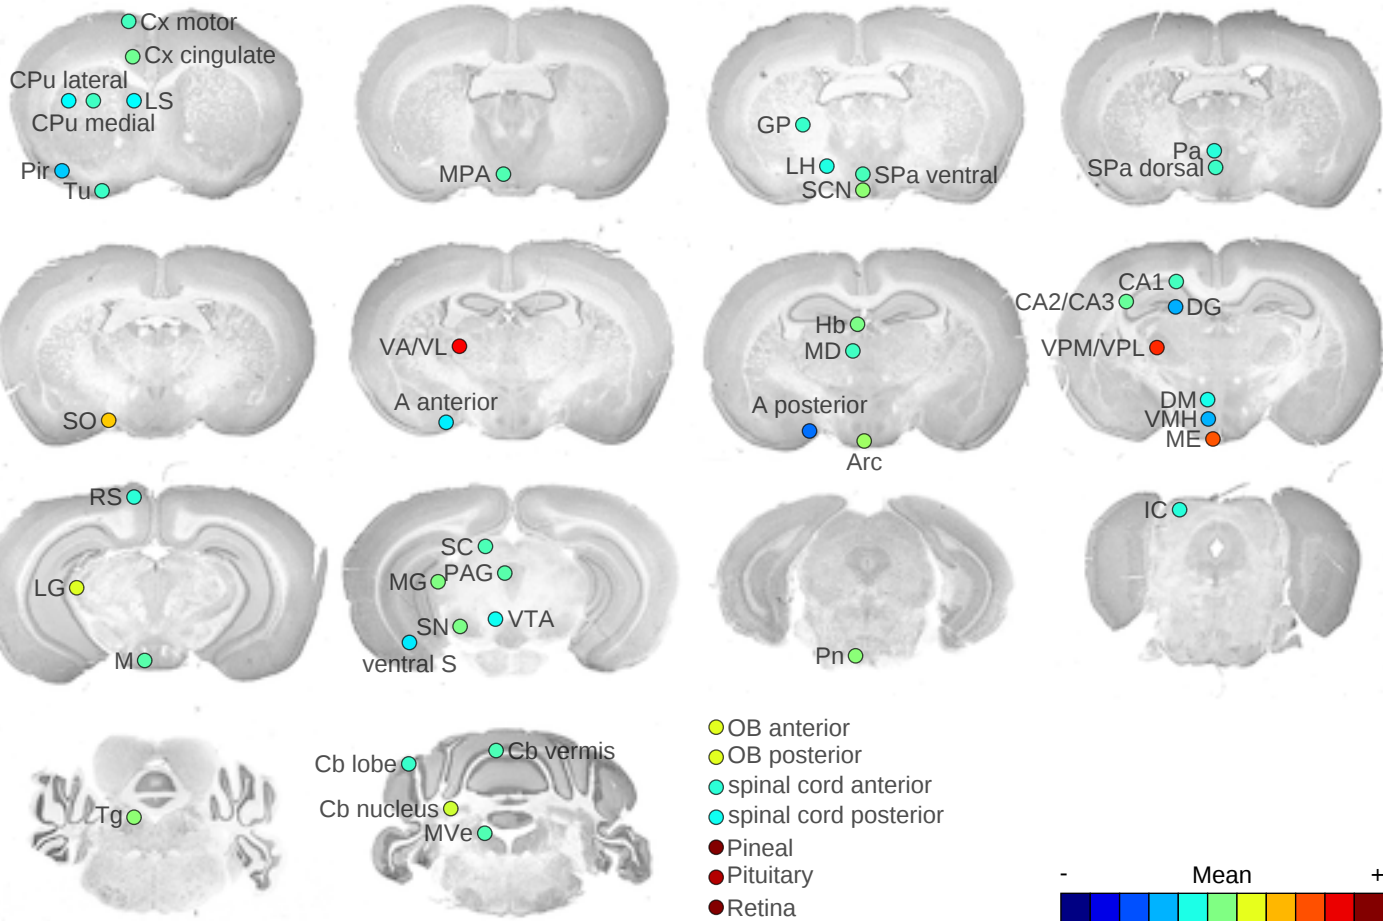 Cx motor
Cx cingulate
CPu lateral
LS
CPu medial
Pir
Tu
MPA
GP
LH
SPa ventral
SCN
Pa
SPa dorsal
SO
VA/VL
A anterior
Hb
MD
A posterior
Arc
CA1
CA2/CA3
DG
VPM/VPL
DM
VMH
ME
RS
LG
M
SC
PAG
MG
SN
VTA
ventral S
Pn
IC
Tg
Cb lobe
Cb vermis
Cb nucleus
MVe
OB anterior
OB posterior
spinal cord anterior
spinal cord posterior
Pineal
Pituitary
Retina
- Mean +